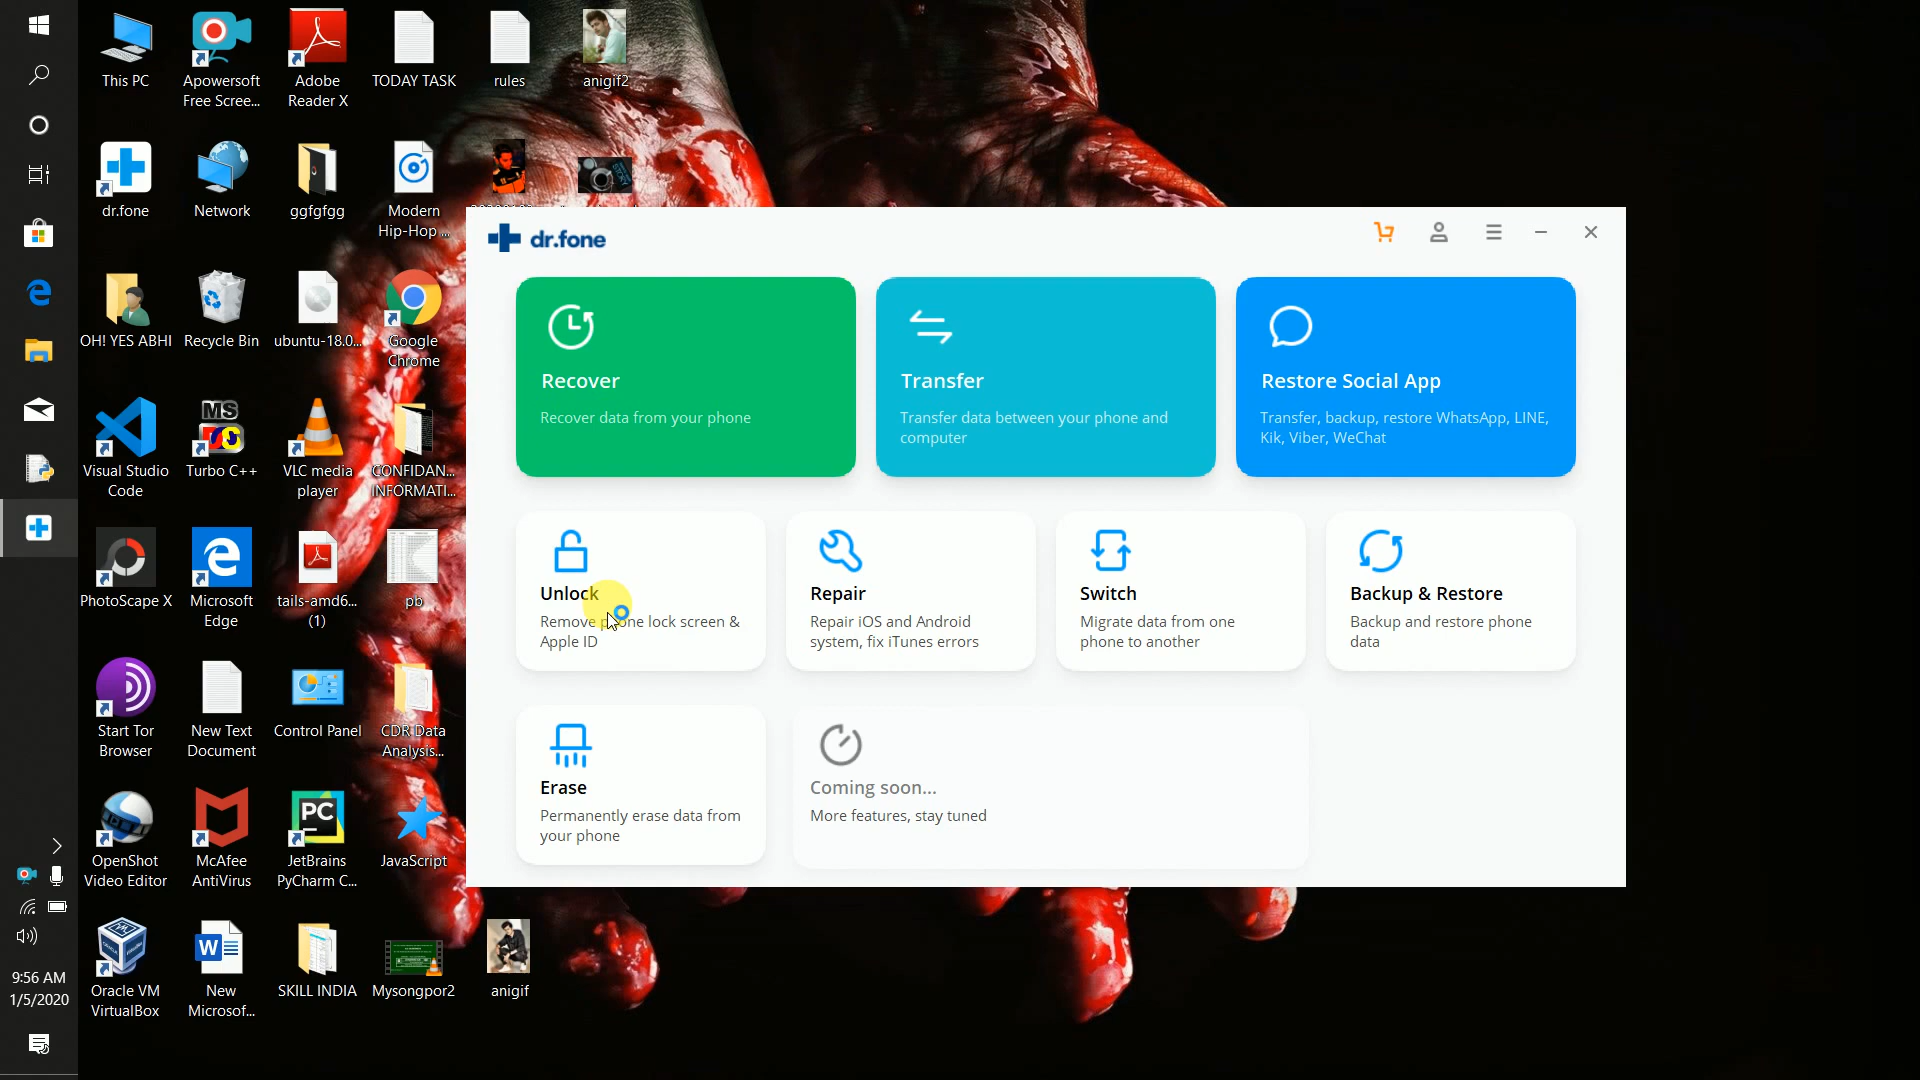 This PC
Apowersoft
Free Scree...
Adobe
Reader X
TODAY TASK
rules
anigif2
dr.fone
Network
ggfgfgg
Modern
Hip-Hop ...
OH! YES ABHI
Recycle Bin
ubuntu-18.0...
Google
Chrome
Visual Studio
Code
MS
Turbo C++
VLC media
player
CONFIDAN...
INFORMATI...
PhotoScape X
Microsoft
Edge
tails-amd6...
(1)
pb
Start Tor
Browser
New Text
Document
Control Panel
CDR Data
Analysis...
OpenShot
Video Editor
McAfee
AntiVirus
PC
JetBrains
PyCharm C...
JavaScript
Oracle VM
VirtualBox
W
New
Microsof...
SKILL INDIA
Mysongpor2
anigif
9:56 AM
1/5/2020
dr.fone
Recover
Recover data from your phone
Transfer
Transfer data between your phone and
computer
Restore Social App
Transfer, backup, restore WhatsApp, LINE,
Kik, Viber, WeChat
Unlock
Remove phone lock screen &
Apple ID
Repair
Repair iOS and Android
system, fix iTunes errors
Switch
Migrate data from one
phone to another
Backup & Restore
Backup and restore phone
data
Erase
Permanently erase data from
your phone
Coming soon...
More features, stay tuned